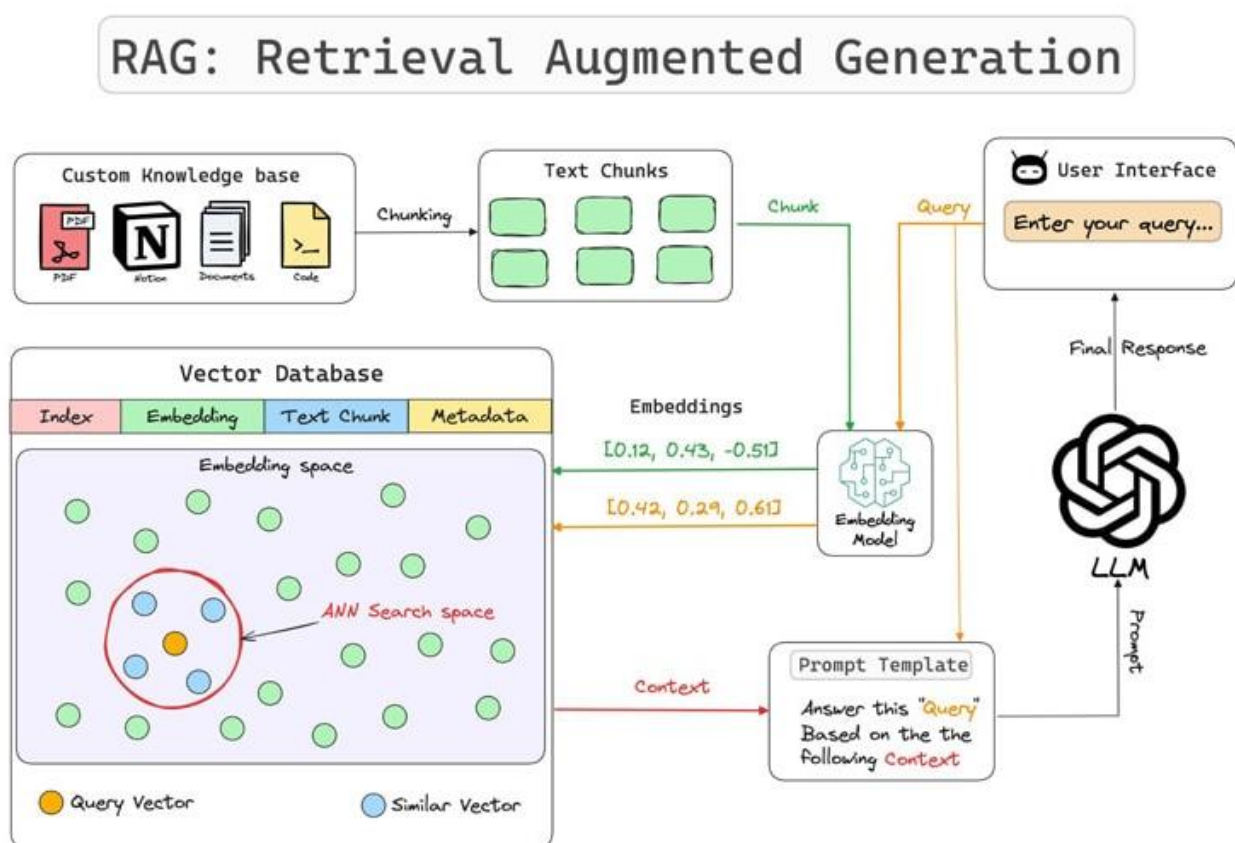 RAG: Retrieval Augmented Generation
Custom Knowledge base
PDF
PDF
N
Notion
Documents
>_
Code
Chunking
Text Chunks
Chunk
Query
User Interface
Enter your query...
Final Response
LLM
Prompt
Vector Database
Index
Embedding
Text Chunk
Metadata
Embedding space
ANN Search space
Query Vector
Similar Vector
Embeddings
[0.12, 0.43, -0.51]
[0.42, 0.29, 0.61]
Embedding
Model
Context
Prompt Template
Answer this "Query"
Based on the the
following Context